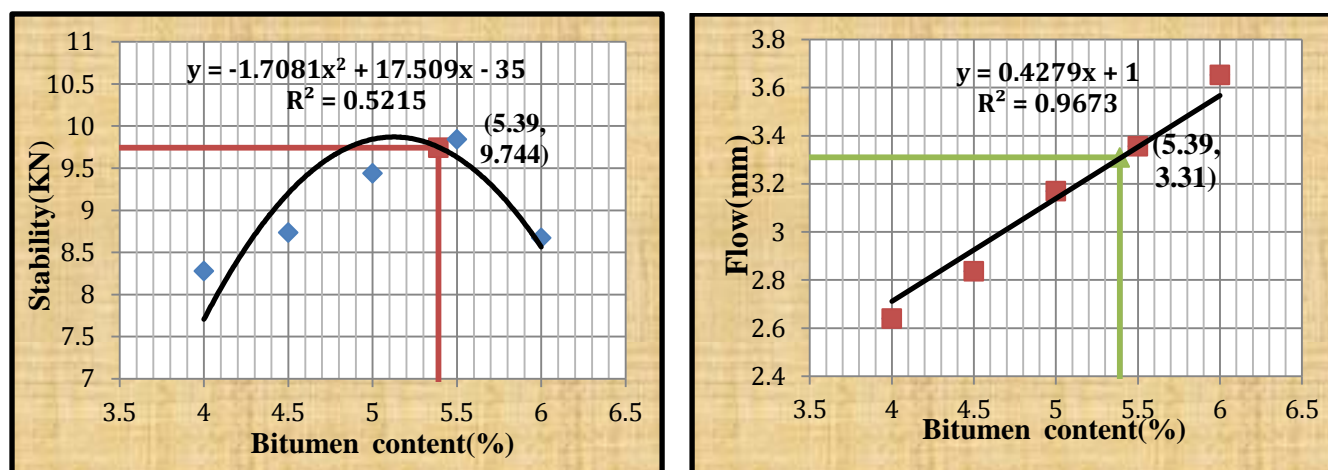 Stability(KN)
11
10.5
10
9.5
9
8.5
8
7.5
7
y = -1.7081x² + 17.509x - 35
R² = 0.5215
(5.39,
9.744)
3.5 4 4.5 5 5.5 6 6.5
Bitumen content(%)
Flow(mm)
3.8
3.6
3.4
3.2
3
2.8
2.6
2.4
y = 0.4279x + 1
R² = 0.9673
(5.39,
3.31)
3.5 4 4.5 5 5.5 6 6.5
Bitumen content(%)